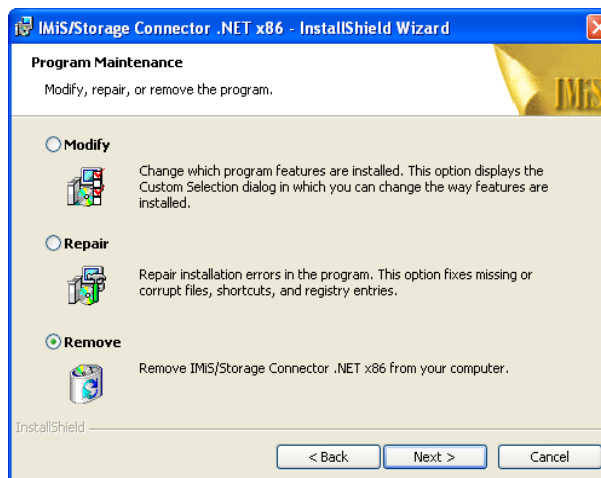 IMiS/Storage Connector .NET x86 - InstallShield Wizard
Program Maintenance
Modify, repair, or remove the program.
IMiS
Modify
Change which program features are installed. This option displays the
Custom Selection dialog in which you can change the way features are
installed.
Repair
Repair installation errors in the program. This option fixes missing or
corrupt files, shortcuts, and registry entries.
Remove
Remove IMiS/Storage Connector .NET x86 from your computer.
InstallShield
< Back
Next >
Cancel